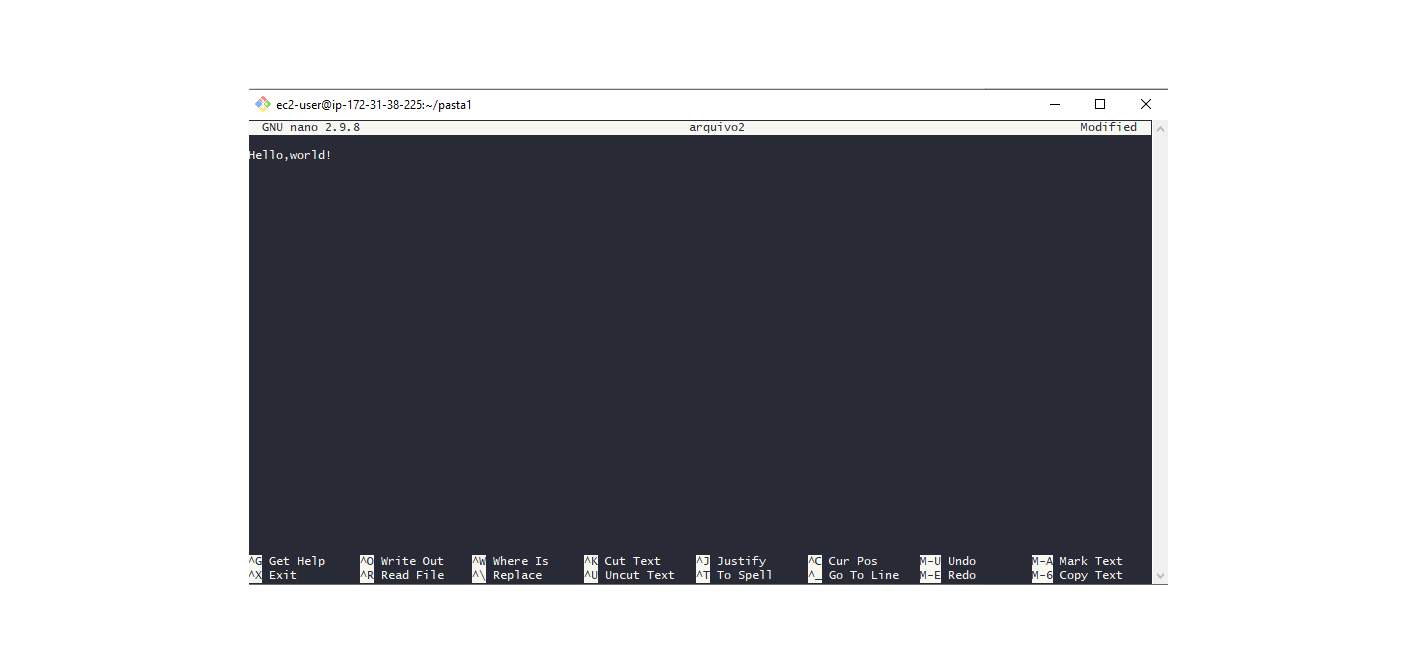 ec2-user@ip-172-31-38-225:~/pasta1
GNU nano 2.9.8 arquivo2 Modified
Hello,world!
^G Get Help ^O Write Out ^W Where Is ^K Cut Text ^J Justify ^C Cur Pos M-U Undo M-A Mark Text
^X Exit ^R Read File ^\ Replace ^U Uncut Text ^T To Spell ^_ Go To Line M-E Redo M-6 Copy Text